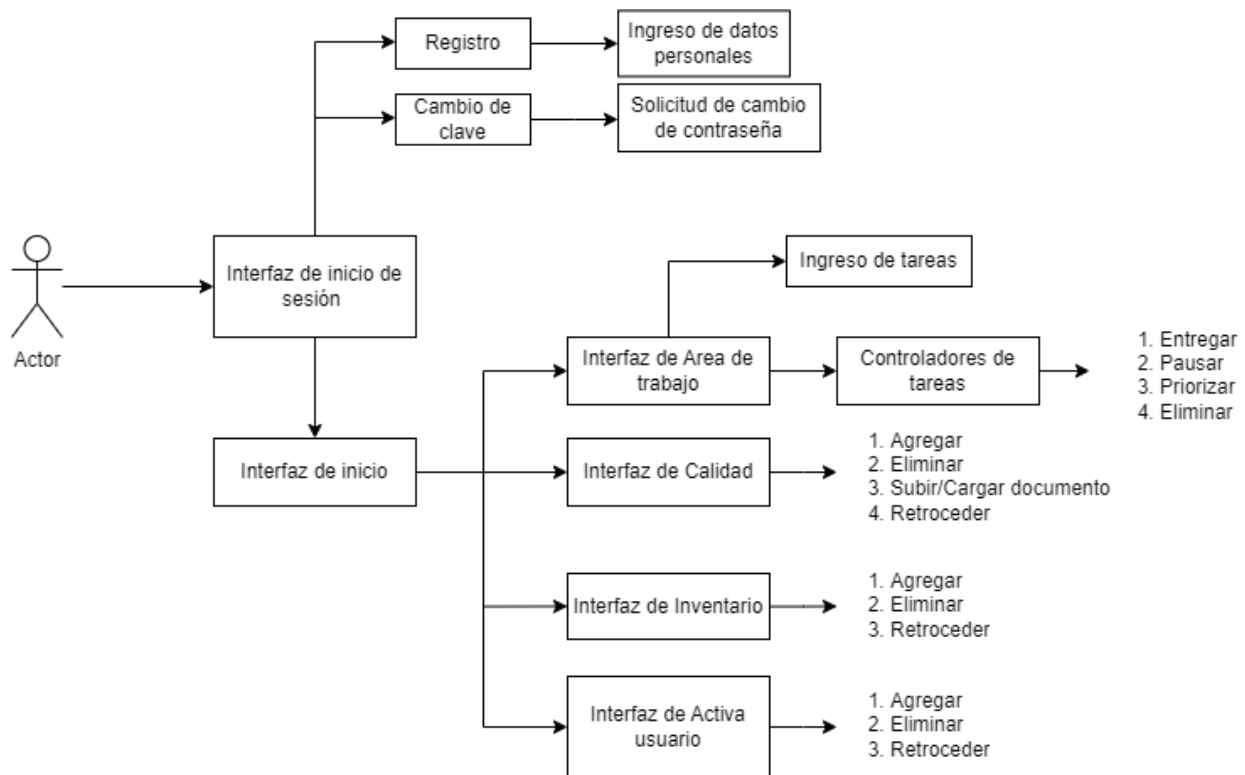 Registro
Ingreso de datos
personales
Cambio de
clave
Solicitud de cambio
de contraseña
Actor
Interfaz de inicio de
sesión
Interfaz de inicio
Ingreso de tareas
Interfaz de Area de
trabajo
Controladores de
tareas
1. Entregar
2. Pausar
3. Priorizar
4. Eliminar
Interfaz de Calidad
1. Agregar
2. Eliminar
3. Subir/Cargar documento
4. Retroceder
Interfaz de Inventario
1. Agregar
2. Eliminar
3. Retroceder
Interfaz de Activa
usuario
1. Agregar
2. Eliminar
3. Retroceder